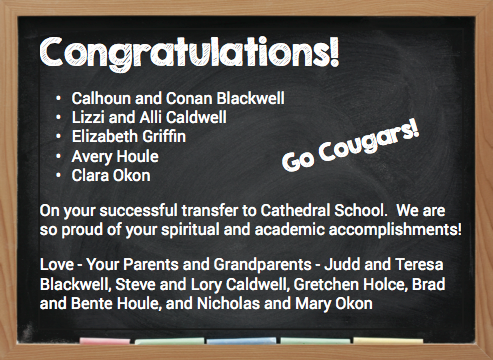 Congratulations!
• Calhoun and Conan Blackwell
• Lizzi and Alli Caldwell
• Elizabeth Griffin
• Avery Houle
• Clara Okon
Go Cougars!
On your successful transfer to Cathedral School.  We are
so proud of your spiritual and academic accomplishments!
Love - Your Parents and Grandparents - Judd and Teresa
Blackwell, Steve and Lory Caldwell, Gretchen Holce, Brad
and Bente Houle, and Nicholas and Mary Okon